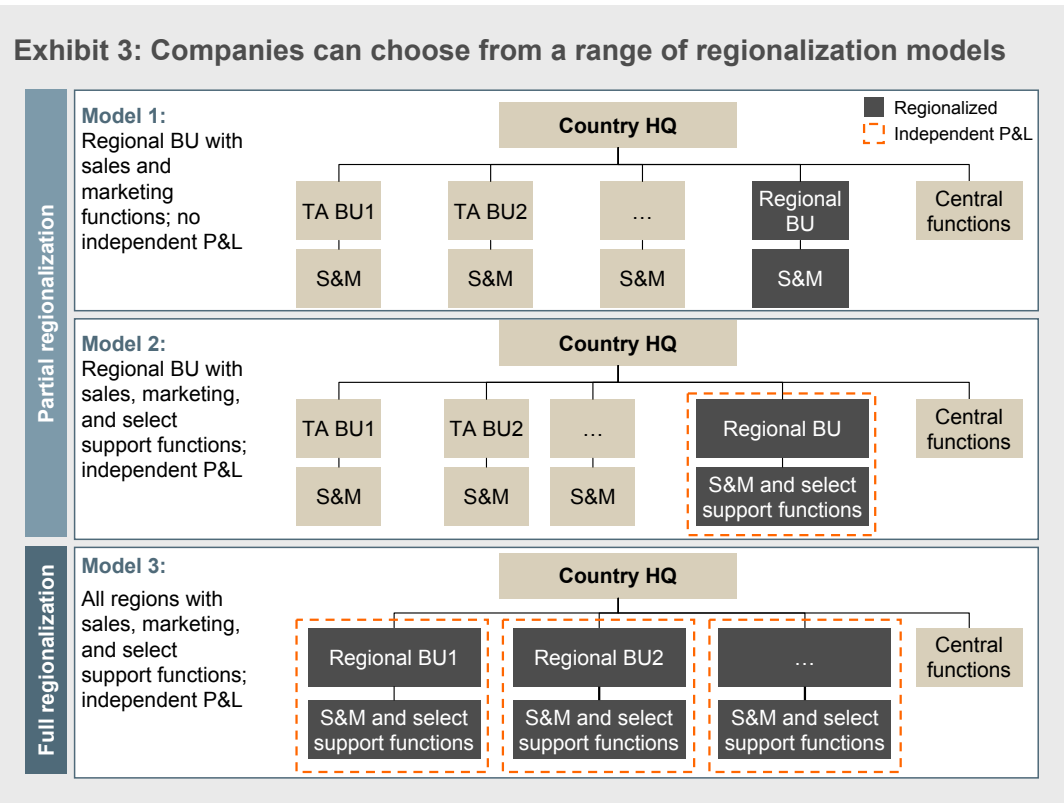 Exhibit 3: Companies can choose from a range of regionalization models
Partial regionalization
Model 1:
Regional BU with
sales and
marketing
functions; no
independent P&L
Country HQ
Regionalized
Independent P&L
TA BU1
TA BU2
…
Regional
BU
Central
functions
S&M
S&M
S&M
S&M
Model 2:
Regional BU with
sales, marketing,
and select
support functions;
independent P&L
Country HQ
TA BU1
TA BU2
…
Regional BU
Central
functions
S&M
S&M
S&M
S&M and select
support functions
Full regionalization
Model 3:
All regions with
sales, marketing,
and select
support functions;
independent P&L
Country HQ
Regional BU1
Regional BU2
…
Central
functions
S&M and select
support functions
S&M and select
support functions
S&M and select
support functions